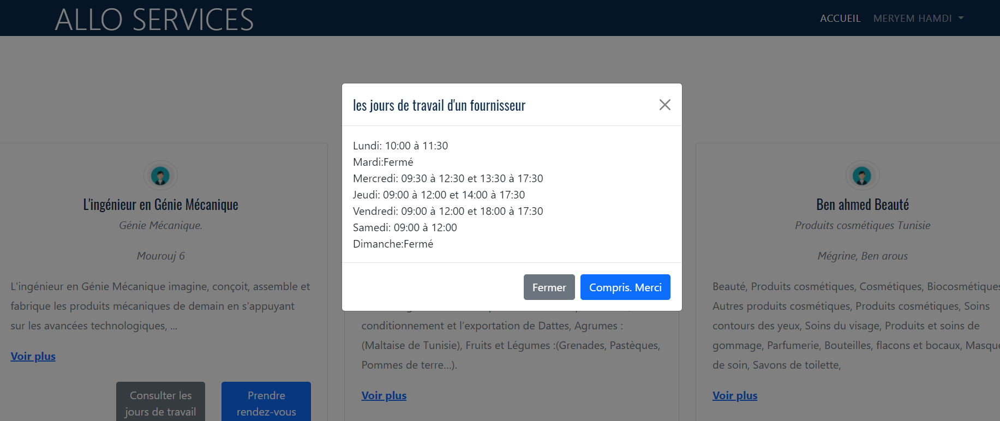 ALLO SERVICES
ACCUEIL
MERYEM HAMDI
les jours de travail d'un fournisseur
Lundi: 10:00 à 11:30
Mardi:Fermé
Mercredi: 09:30 à 12:30 et 13:30 à 17:30
Jeudi: 09:00 à 12:00 et 14:00 à 17:30
Vendredi: 09:00 à 12:00 et 18:00 à 17:30
Samedi: 09:00 à 12:00
Dimanche:Fermé
Fermer
Compris. Merci
L'ingénieur en Génie Mécanique
Génie Mécanique.
Mourouj 6
L'ingénieur en Génie Mécanique imagine, conçoit, assemble et
fabrique les produits mécaniques de demain en s'appuyant
sur les avancées technologiques, ...
Voir plus
Consulter les
jours de travail
Prendre
rendez-vous
conditionnement et l’exportation de Dattes, Agrumes :
(Maltaise de Tunisie), Fruits et Légumes :(Grenades, Pastèques,
Pommes de terre...).
Voir plus
Ben ahmed Beauté
Produits cosmétiques Tunisie
Mégrine, Ben arous
Beauté, Produits cosmétiques, Cosmétiques, Biocosmétiques
Autres produits cosmétiques, Produits cosmétiques, Soins
contours des yeux, Soins du visage, Produits et soins de
gommage, Parfumerie, Bouteilles, flacons et bocaux, Masqu
de soin, Savons de toilette,
Voir plus